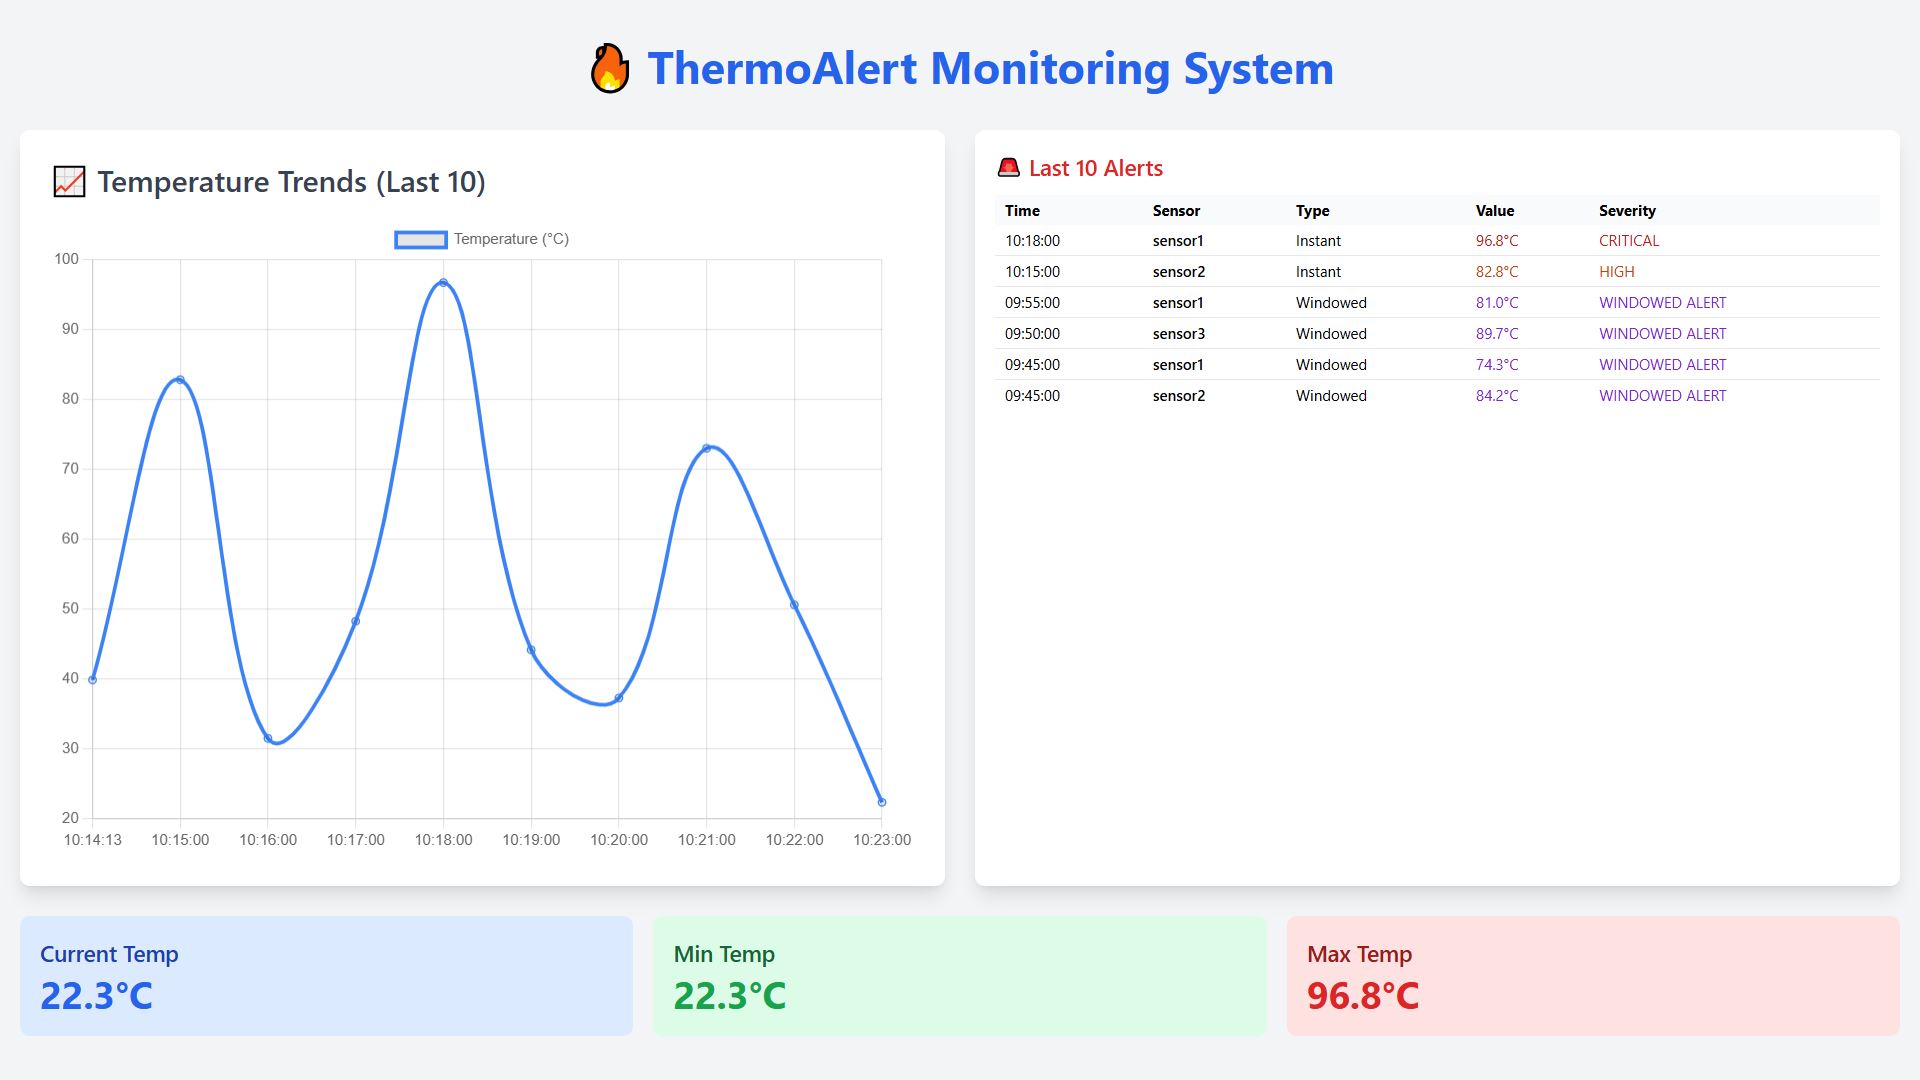 ThermoAlert Monitoring System
Temperature Trends (Last 10)
Temperature (°C)
100
90
80
70
60
50
40
30
20
10:14:13 10:15:00 10:16:00 10:17:00 10:18:00 10:19:00 10:20:00 10:21:00 10:22:00 10:23:00
Last 10 Alerts
Time Sensor Type Value Severity
10:18:00 sensor1 Instant 96.8°C CRITICAL
10:15:00 sensor2 Instant 82.8°C HIGH
09:55:00 sensor1 Windowed 81.0°C WINDOWED ALERT
09:50:00 sensor3 Windowed 89.7°C WINDOWED ALERT
09:45:00 sensor1 Windowed 74.3°C WINDOWED ALERT
09:45:00 sensor2 Windowed 84.2°C WINDOWED ALERT
Current Temp
22.3°C
Min Temp
22.3°C
Max Temp
96.8°C